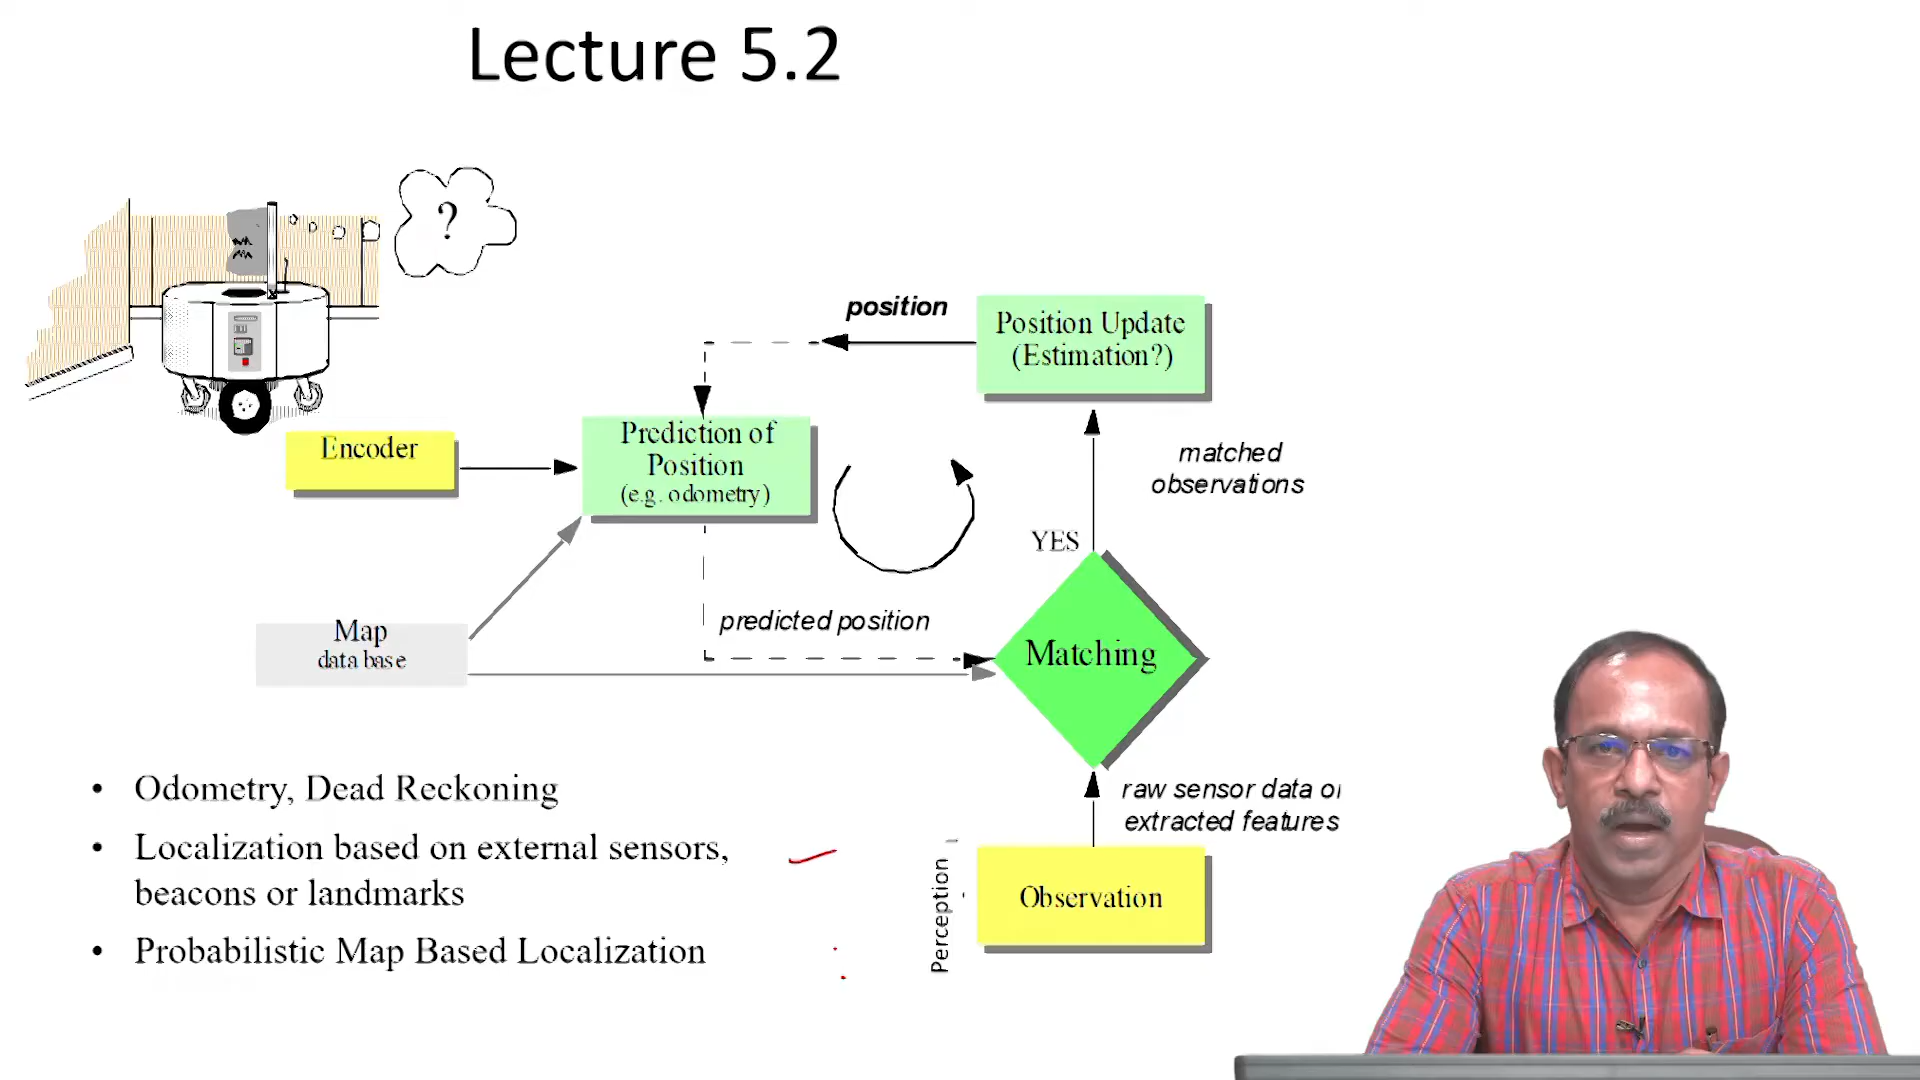 Lecture 5.2
?
position
Position Update
(Estimation?)
Encoder
Prediction of
Position
(e.g. odometry)
matched
observations
YES
Map
data base
predicted position
Matching
• Odometry, Dead Reckoning
• Localization based on external sensors,
beacons or landmarks
• Probabilistic Map Based Localization
raw sensor data or
extracted features
Perception
Observation